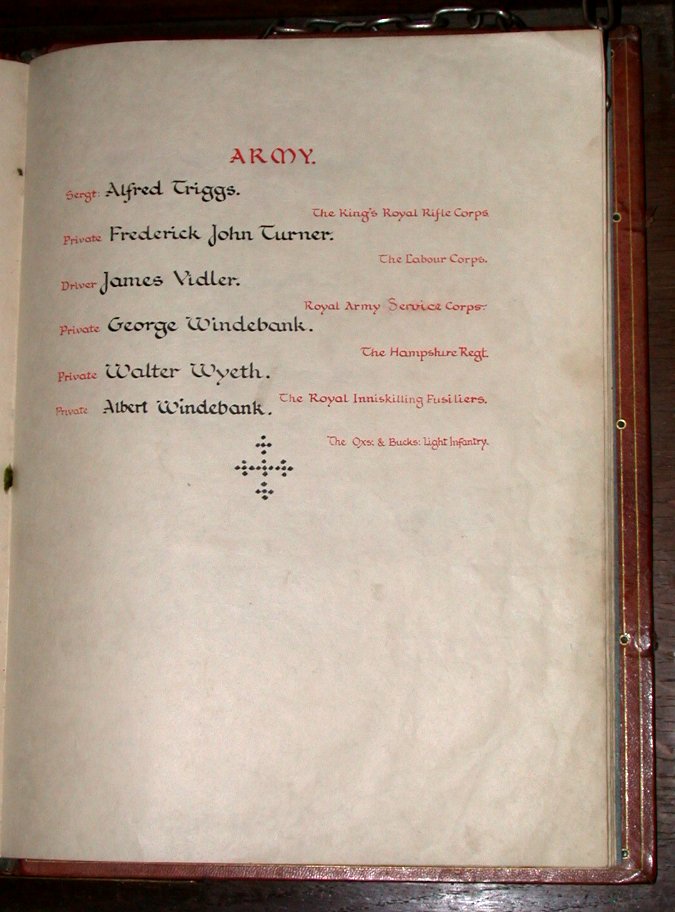 ARMY.
Sergt: Alfred Triggs.
The King's Royal Rifle Corps.
Private Frederick John Turner.
The Labour Corps.
Driver James Vidler.
Royal Army Service Corps.
Private George Windebank.
The Hampshire Regt.
Private Walter Wyeth.
The Royal Inniskilling Fusiliers.
Private Albert Windebank.
The Oxs: & Bucks: Light Infantry.